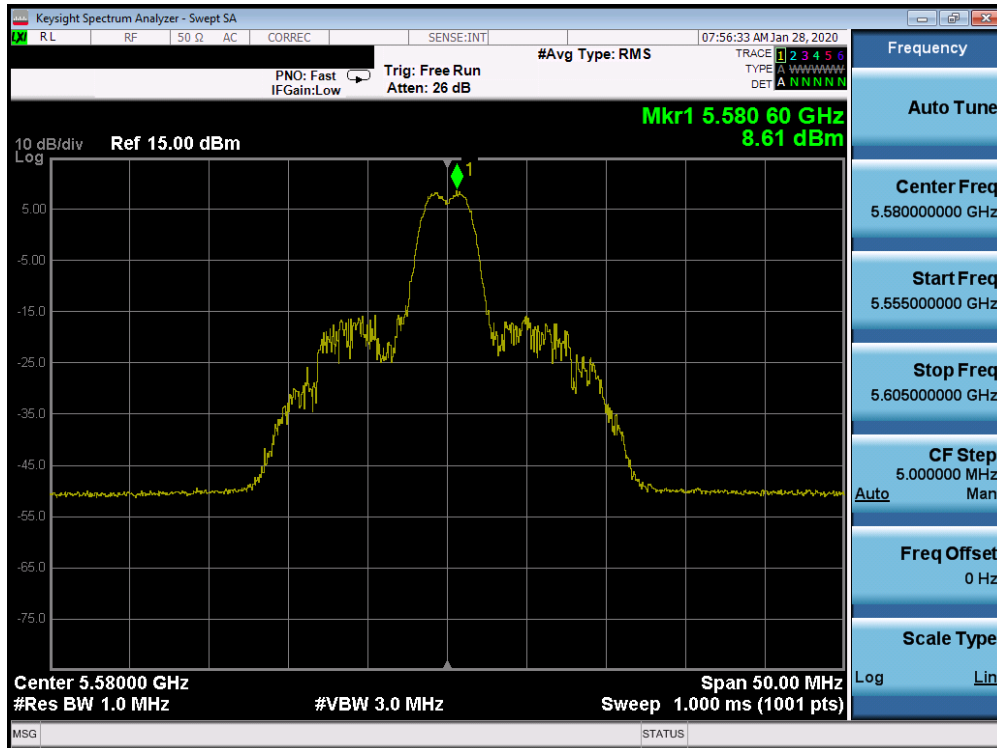 Keysight Spectrum Analyzer - Swept SA
LXI RL RF 50 Ω AC CORREC SENSE:INT 07:56:33 AM Jan 28, 2020
#Avg Type: RMS
TRACE 1 2 3 4 5 6
TYPE A WWWWW
DET A N N N N N
PNO: Fast
IFGain:Low
Trig: Free Run
Atten: 26 dB
Mkr1 5.580 60 GHz
8.61 dBm
10 dB/div
Log
Ref 15.00 dBm
1
5.00
-5.00
-15.0
-25.0
-35.0
-45.0
-55.0
-65.0
-75.0
Center 5.58000 GHz
Span 50.00 MHz
#Res BW 1.0 MHz
#VBW 3.0 MHz
Sweep 1.000 ms (1001 pts)
MSG
STATUS
Frequency
Auto Tune
Center Freq
5.580000000 GHz
Start Freq
5.555000000 GHz
Stop Freq
5.605000000 GHz
CF Step
5.000000 MHz
Auto Man
Freq Offset
0 Hz
Scale Type
Log Lin